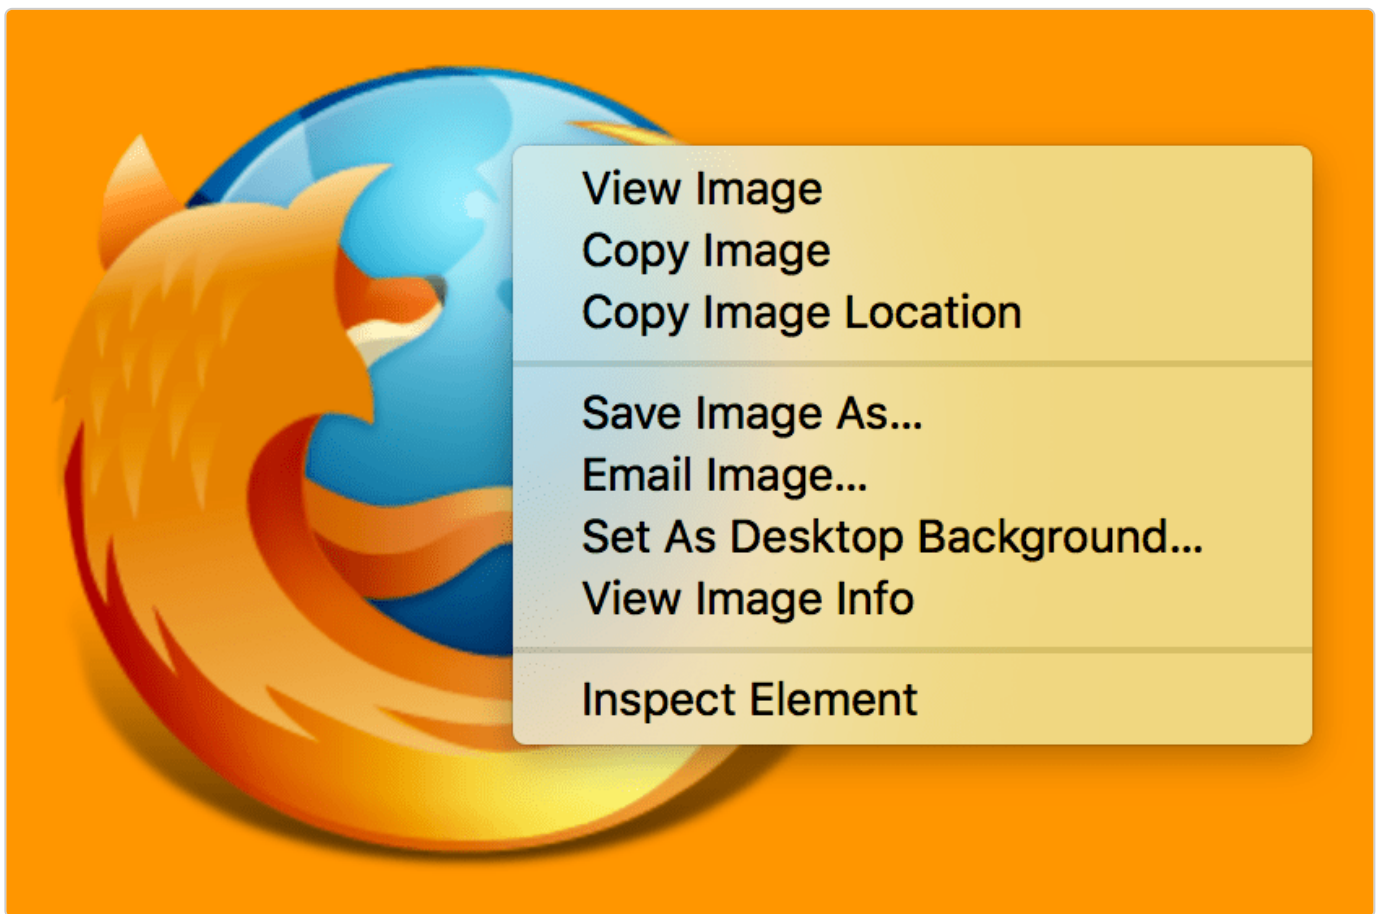 View Image
Copy Image
Copy Image Location
Save Image As...
Email Image...
Set As Desktop Background...
View Image Info
Inspect Element